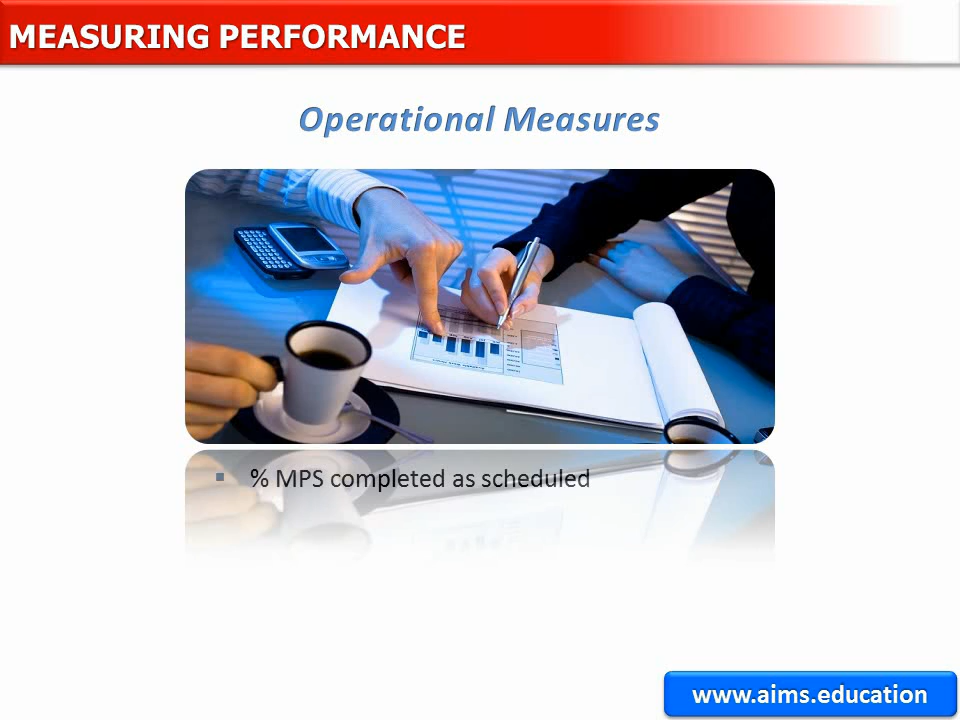 MEASURING PERFORMANCE
Operational Measures
% MPS completed as scheduled
www.aims.education